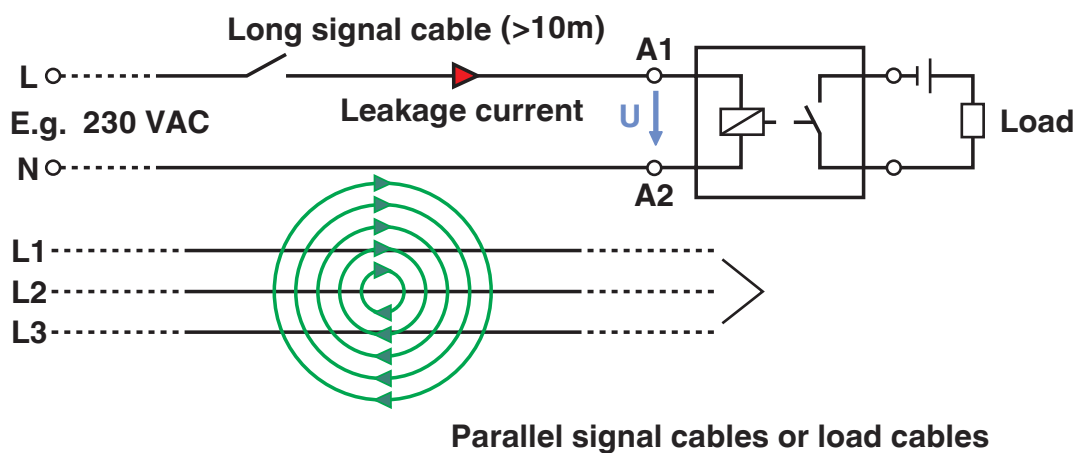 Long signal cable (>10m)
A1
L
Leakage current
E.g. 230 VAC
U
Load
N
A2
L1
L2
L3
Parallel signal cables or load cables